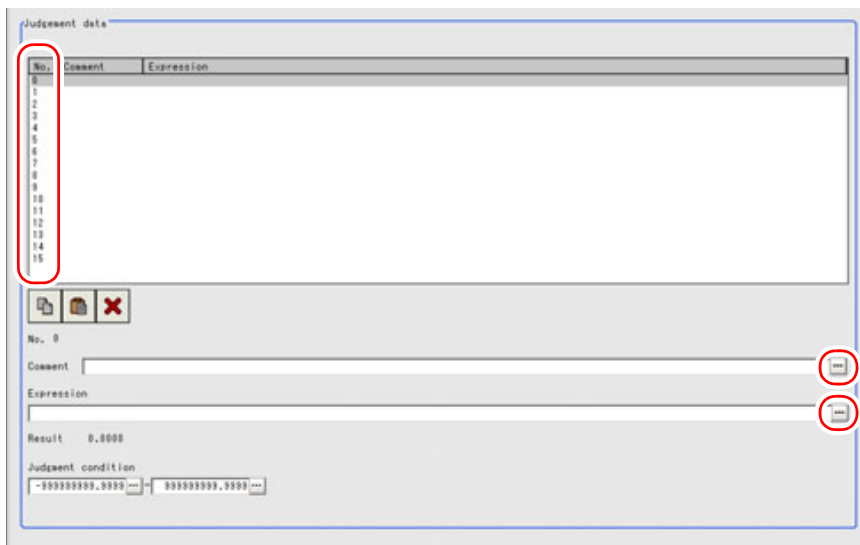 Judgement data
No. Comment Expression
0
1
2
3
4
5
6
7
8
9
10
11
12
13
14
15
No. 0
Comment ...
Expression
...
Result 0.0000
Judgment condition
-999999999.9999 ... - 999999999.9999 ...